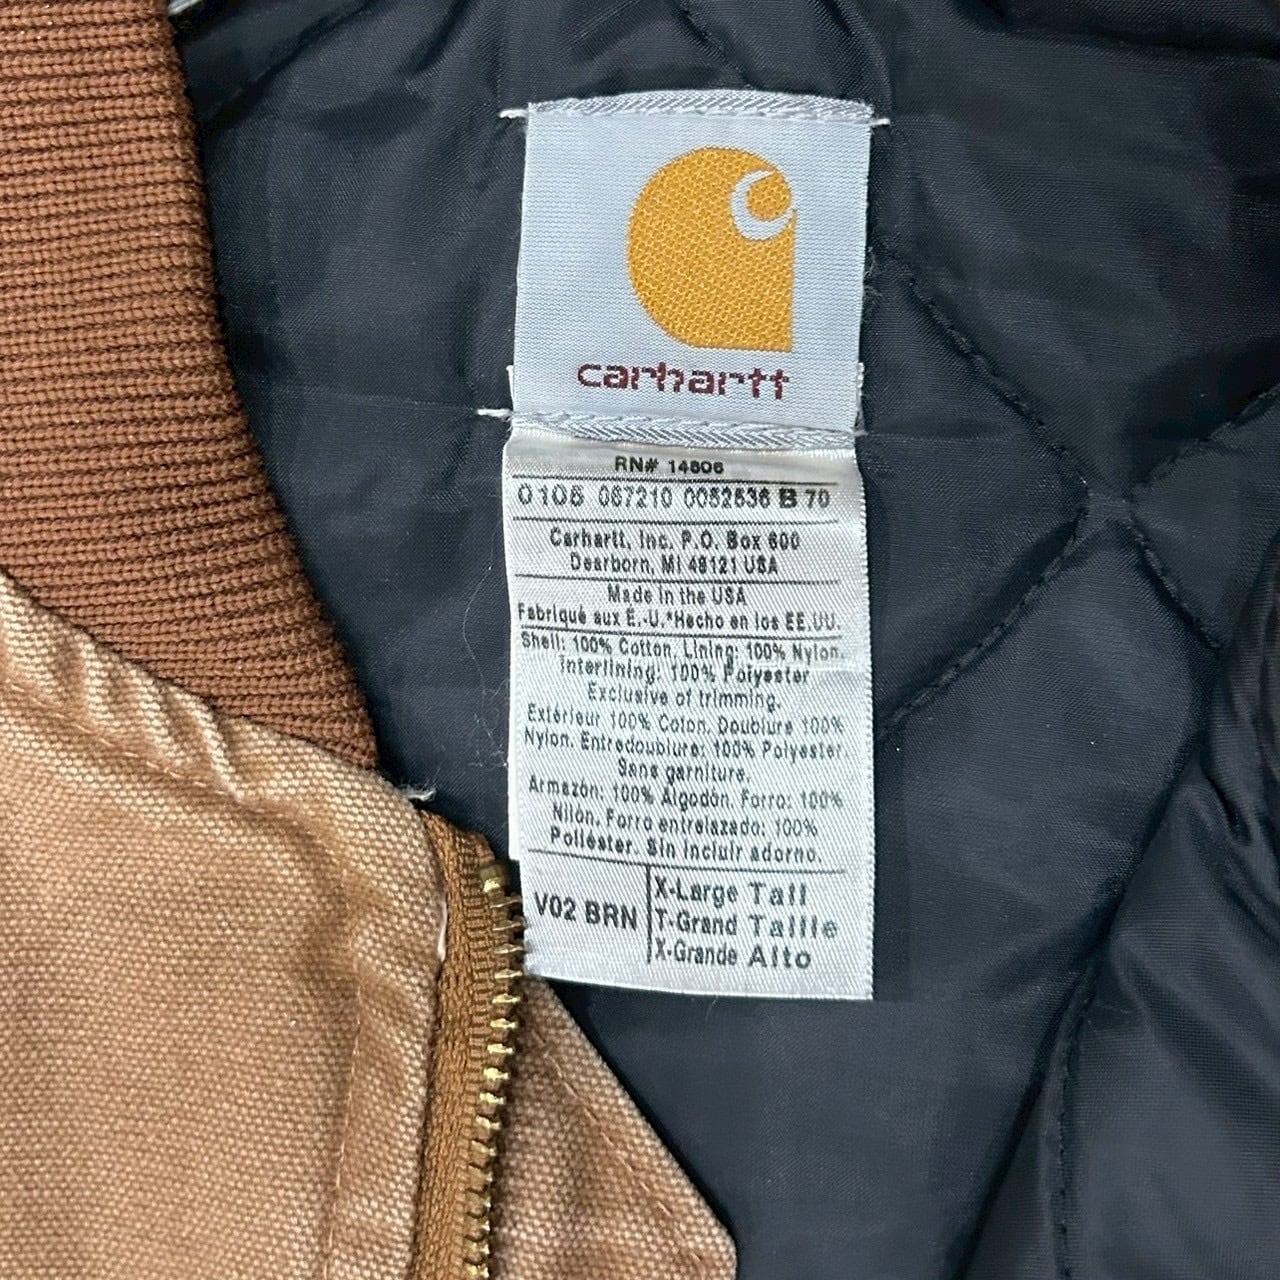 carhartt
RN# 14806
0105 067210 0052536 B 70
Carhartt, Inc. P.O. Box 600
Dearborn, MI 48121 USA
Made in the USA
Fabriqué aux É.-U.*Hecho en los EE.UU.
Shell: 100% Cotton, Lining: 100% Nylon.
Interlining: 100% Polyester
Exclusive of trimming.
Extérieur 100% Coton, Doublure 100%
Nylon. Entredoublure: 100% Polyester.
Sans garniture.
Armazón: 100% Algodón, Forro: 100%
Nilón. Forro entrelazado: 100%
Poliéster. Sin incluir adorno.
V02 BRN
X-Large Tall
T-Grand Taille
X-Grande Alto